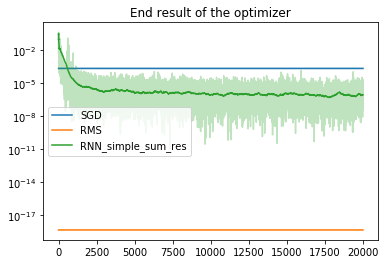 End result of the optimizer
10⁻²
10⁻⁵
10⁻⁸
10⁻¹¹
10⁻¹⁴
10⁻¹⁷
SGD
RMS
RNN_simple_sum_res
0 2500 5000 7500 10000 12500 15000 17500 20000